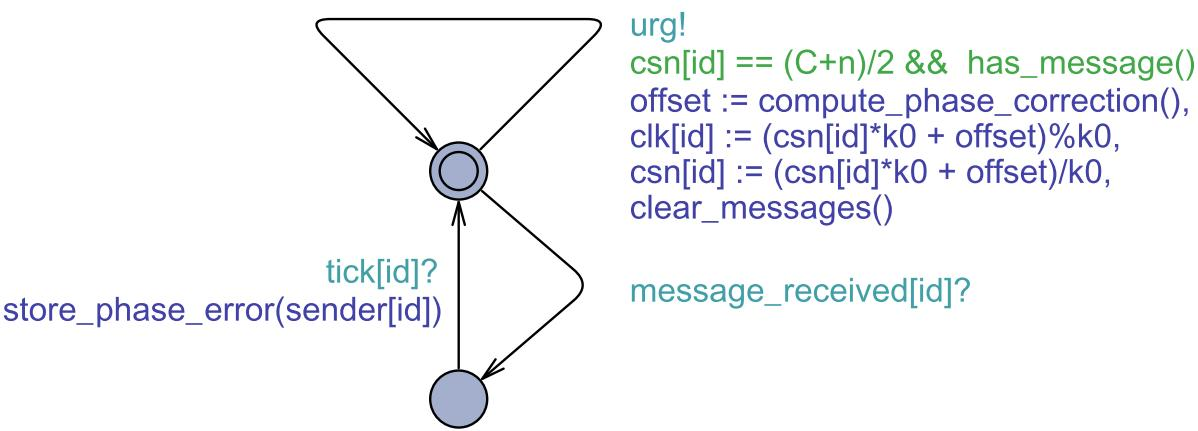 urg!
csn[id] == (C+n)/2 && has_message()
offset := compute_phase_correction(),
clk[id] := (csn[id]*k0 + offset)%k0,
csn[id] := (csn[id]*k0 + offset)/k0,
clear_messages()
tick[id]?
store_phase_error(sender[id])
message_received[id]?